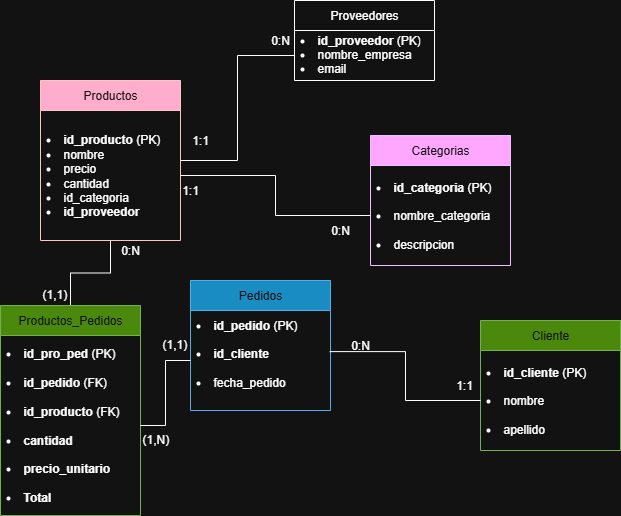 Proveedores
id_proveedor (PK)
nombre_empresa
email
0:N
Productos
id_producto (PK)
nombre
precio
cantidad
id_categoria
id_proveedor
1:1
1:1
Categorias
id_categoria (PK)
nombre_categoria
descripcion
0:N
0:N
(1,1)
Productos_Pedidos
id_pro_ped (PK)
id_pedido (FK)
id_producto (FK)
cantidad
precio_unitario
Total
(1,1)
(1,N)
Pedidos
id_pedido (PK)
id_cliente
fecha_pedido
0:N
1:1
Cliente
id_cliente (PK)
nombre
apellido